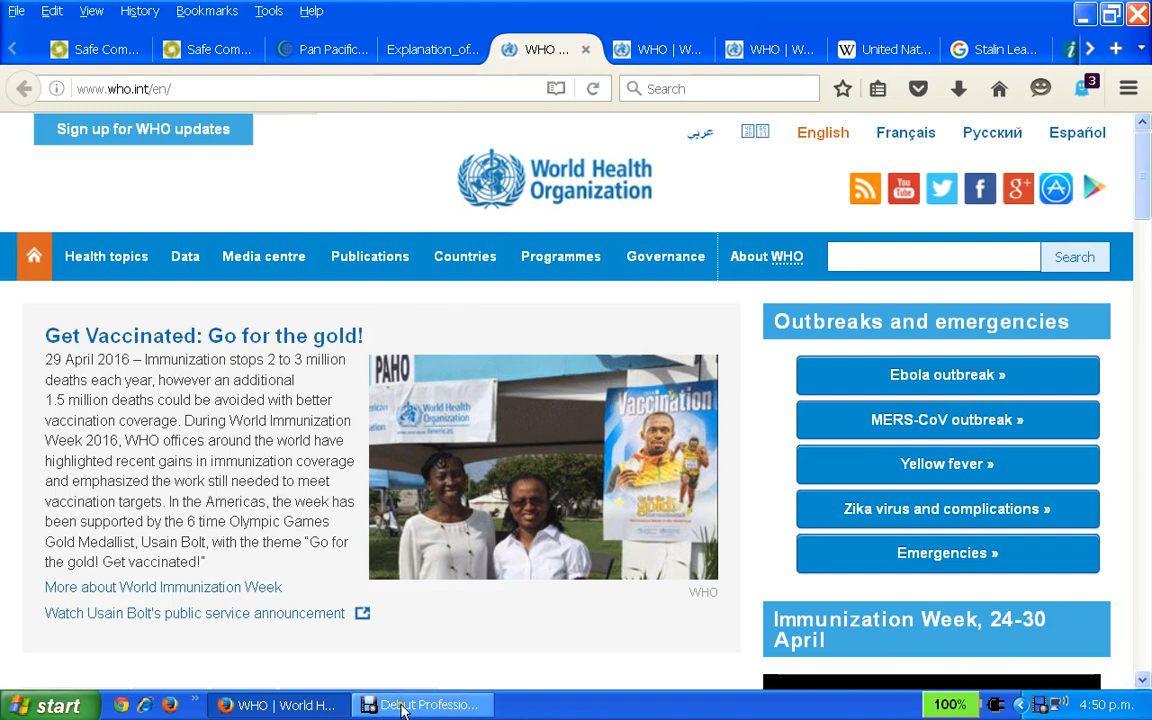 File Edit View History Bookmarks Tools Help
Safe Com... Safe Com... Pan Pacific... Explanation_of... WHO ... WHO | W... WHO | W... United Nat... Stalin Lea...
www.who.int/en/ Search 3
Sign up for WHO updates
عربي English Français Русский Español
World Health
Organization
You
Tube
Health topics Data Media centre Publications Countries Programmes Governance About WHO Search
Get Vaccinated: Go for the gold!
29 April 2016 – Immunization stops 2 to 3 million
deaths each year, however an additional
1.5 million deaths could be avoided with better
vaccination coverage. During World Immunization
Week 2016, WHO offices around the world have
highlighted recent gains in immunization coverage
and emphasized the work still needed to meet
vaccination targets. In the Americas, the week has
been supported by the 6 time Olympic Games
Gold Medallist, Usain Bolt, with the theme "Go for
the gold! Get vaccinated!"
More about World Immunization Week
Watch Usain Bolt's public service announcement
PAHO
World Health
Organization
Americas
Vaccination
WHO
Outbreaks and emergencies
Ebola outbreak »
MERS-CoV outbreak »
Yellow fever »
Zika virus and complications »
Emergencies »
Immunization Week, 24-30
April
start WHO | World H... Debut Professio... 100% 4:50 p.m.